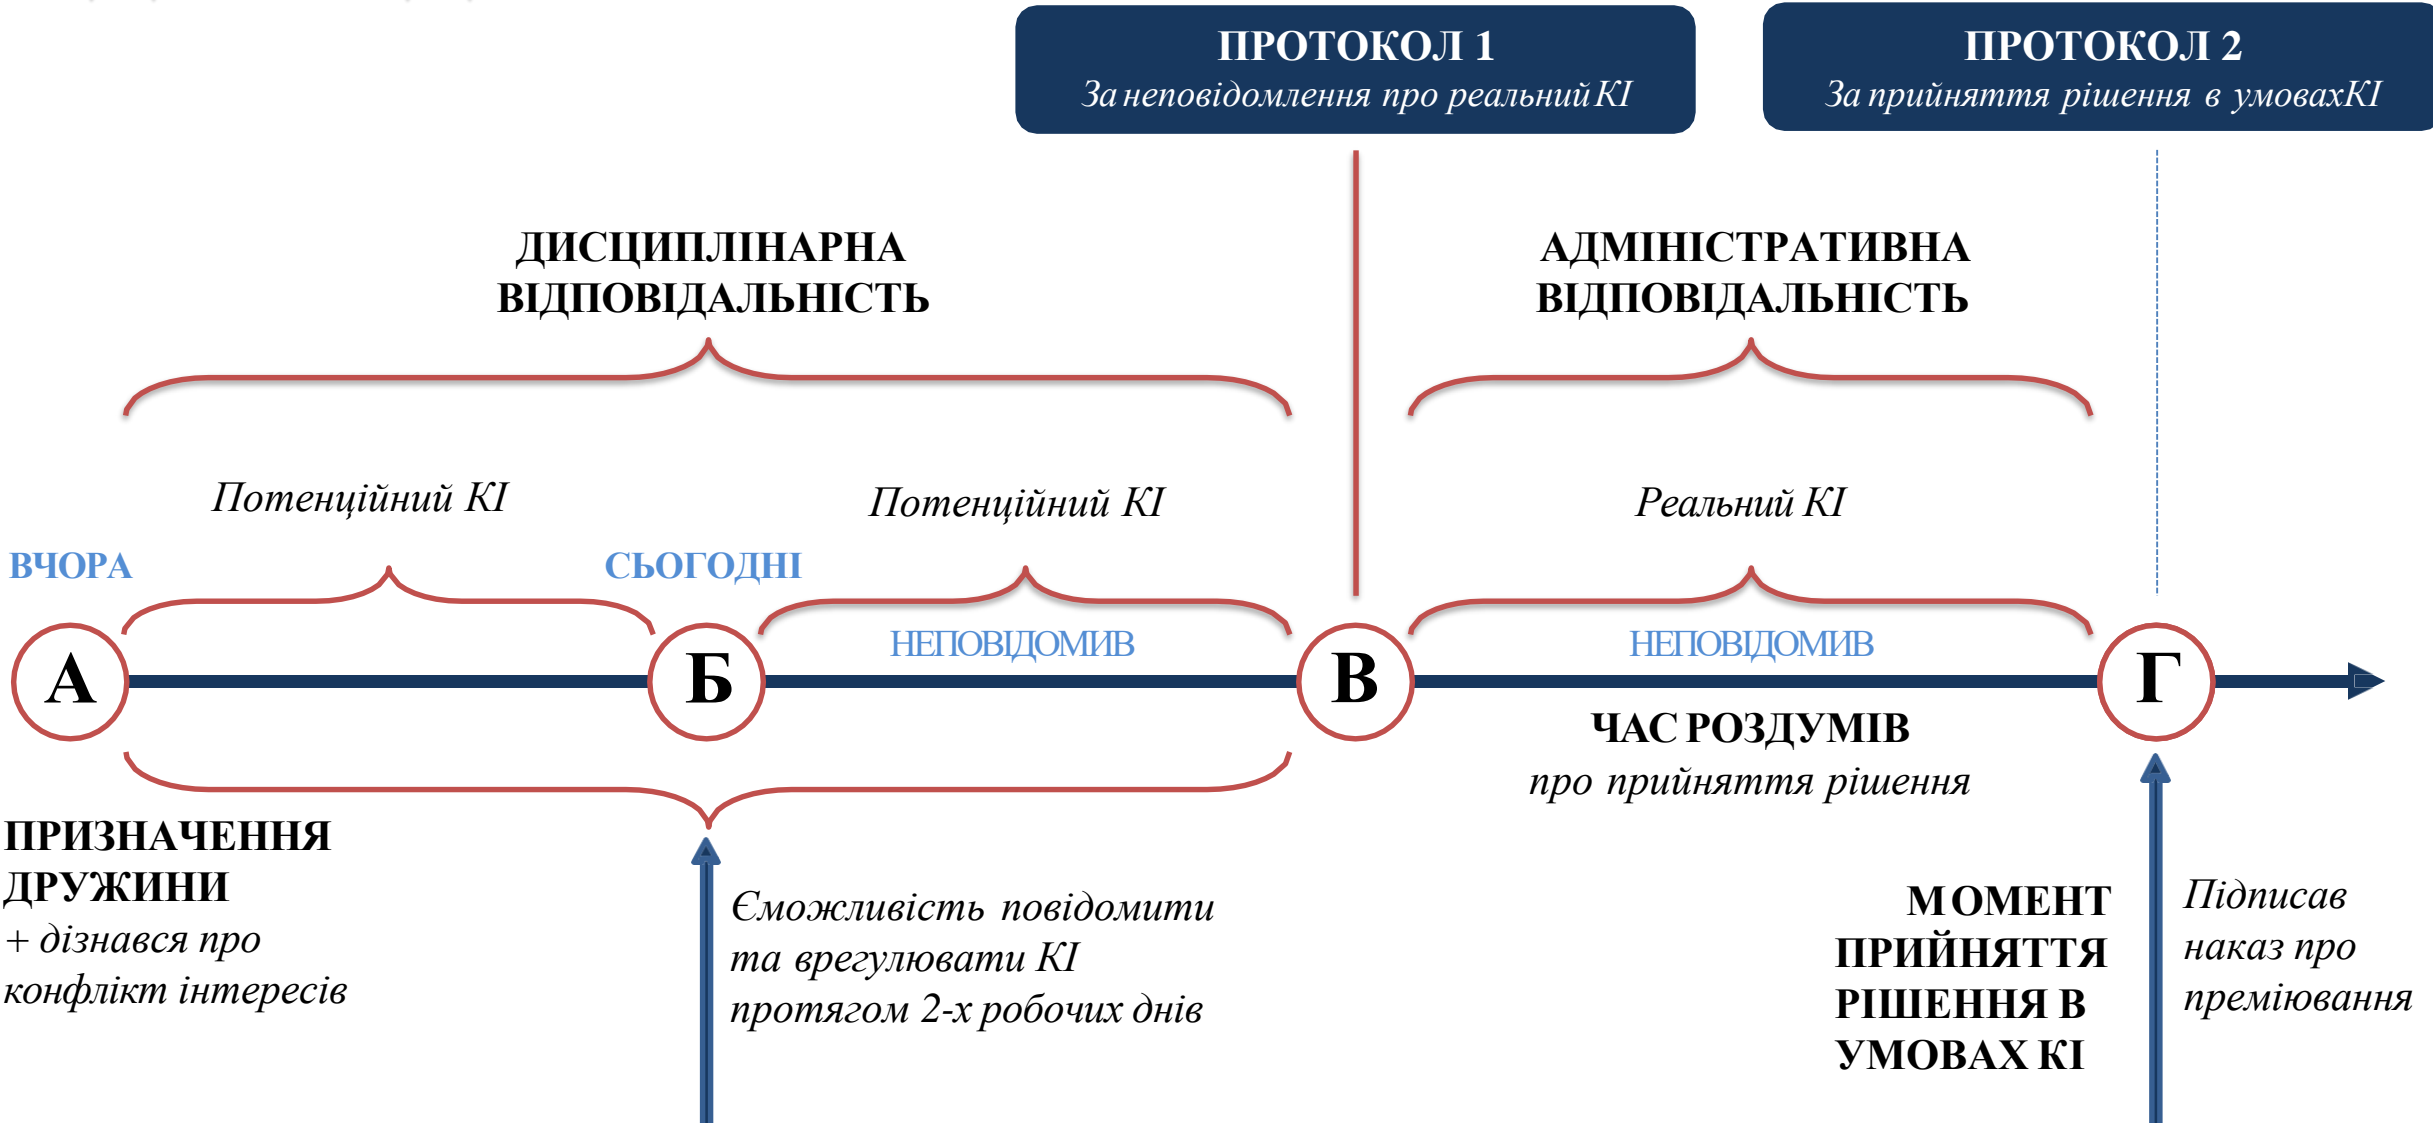 ПРОТОКОЛ 1
За неповідомлення про реальний КІ
ПРОТОКОЛ 2
За прийняття рішення в умовах КІ
ДИСЦИПЛІНАРНА
ВІДПОВІДАЛЬНІСТЬ
АДМІНІСТРАТИВНА
ВІДПОВІДАЛЬНІСТЬ
Потенційний КІ
Потенційний КІ
Реальний КІ
ВЧОРА
СЬОГОДНІ
НЕПОВІДОМИВ
НЕПОВІДОМИВ
А
Б
В
Г
ЧАС РОЗДУМІВ
про прийняття рішення
ПРИЗНАЧЕННЯ
ДРУЖИНИ
+ дізнався про
конфлікт інтересів
Єможливість повідомити
та врегулювати КІ
протягом 2-х робочих днів
МОМЕНТ
ПРИЙНЯТТЯ
РІШЕННЯ В
УМОВАХ КІ
Підписав
наказ про
преміювання